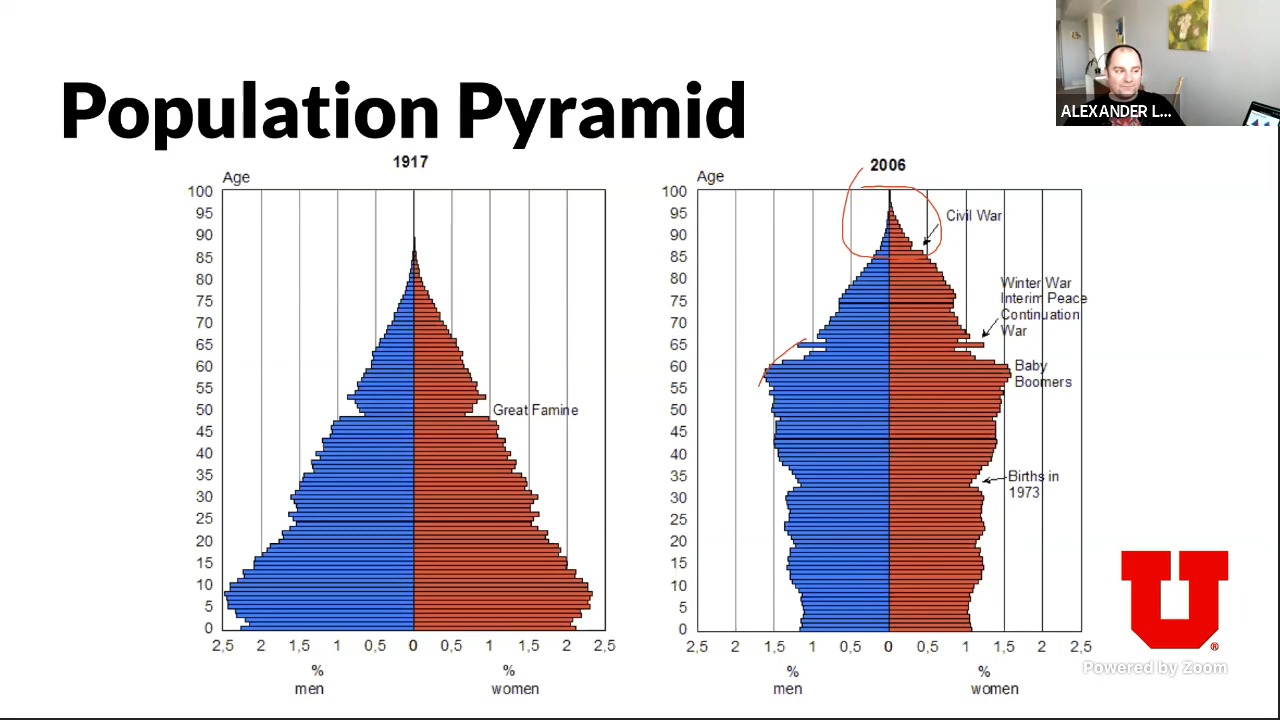 ALEXANDER L...
Population Pyramid
1917
Age
100
95
90
85
80
75
70
65
60
55
50
45
40
35
30
25
20
15
10
5
0
Great Famine
2,5 2 1,5 1 0,5 0 0,5 1 1,5 2 2,5
% %
men women
2006
Age
100
95
90
85
80
75
70
65
60
55
50
45
40
35
30
25
20
15
10
5
0
Civil War
Winter War
Interim Peace
Continuation
War
Baby
Boomers
Births in
1973
2,5 2 1,5 1 0,5 0 0,5 1 1,5 2 2,5
% %
men women
U
®
Powered by Zoom